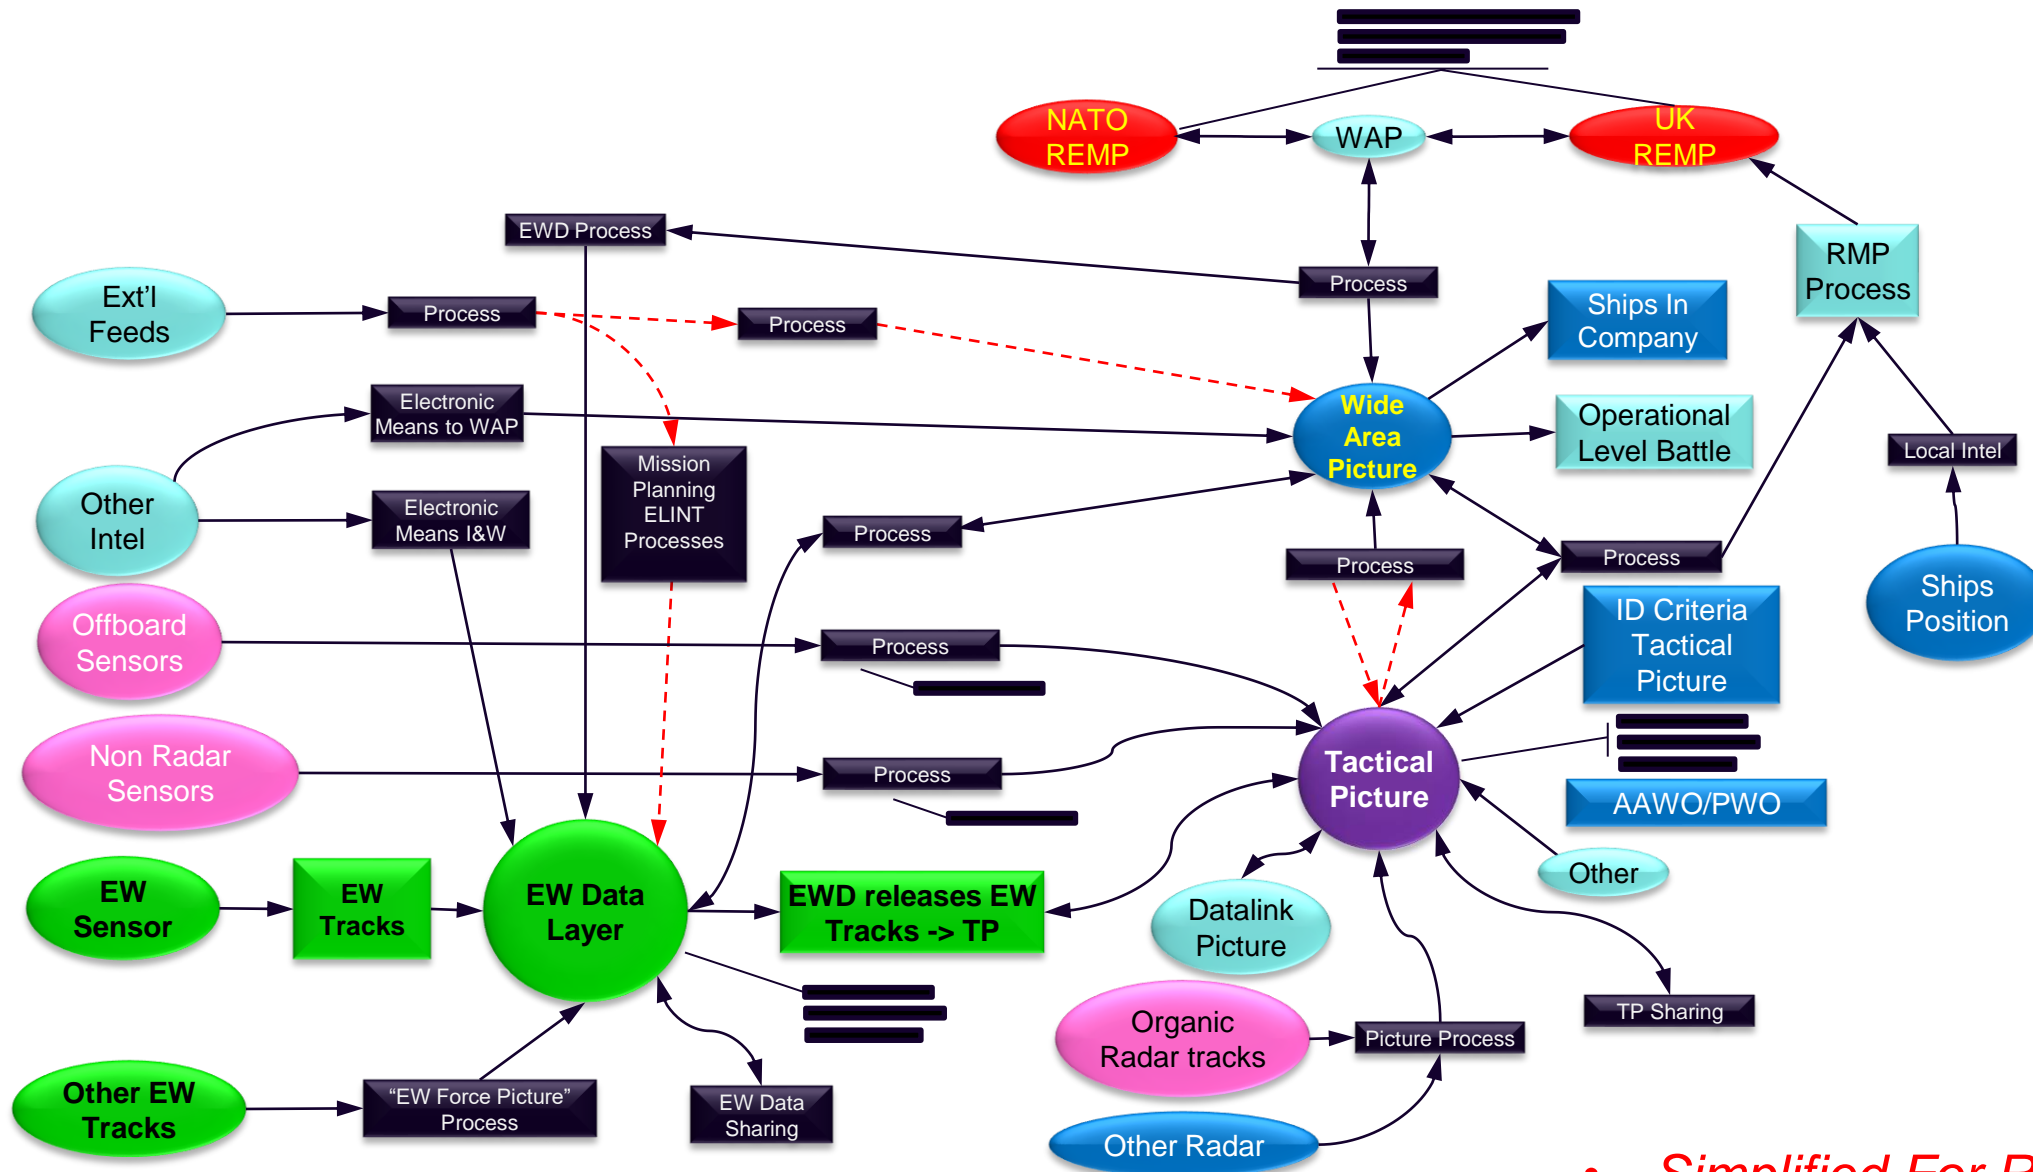 NATO
REMP
WAP
UK
REMP
EWD Process
RMP
Process
Process
Ext'l
Feeds
Process
Process
Ships In
Company
Electronic
Means to WAP
Wide
Area
Picture
Operational
Level Battle
Local Intel
Mission
Planning
ELINT
Processes
Other
Intel
Electronic
Means I&W
Process
Process
Process
Ships
Position
Offboard
Sensors
Process
ID Criteria
Tactical
Picture
Non Radar
Sensors
Process
Tactical
Picture
AAWO/PWO
Other
EW
Sensor
EW
Tracks
EW Data
Layer
EWD releases EW
Tracks -> TP
Datalink
Picture
TP Sharing
Organic
Radar tracks
Picture Process
Other EW
Tracks
“EW Force Picture”
Process
EW Data
Sharing
Other Radar
• Simplified For